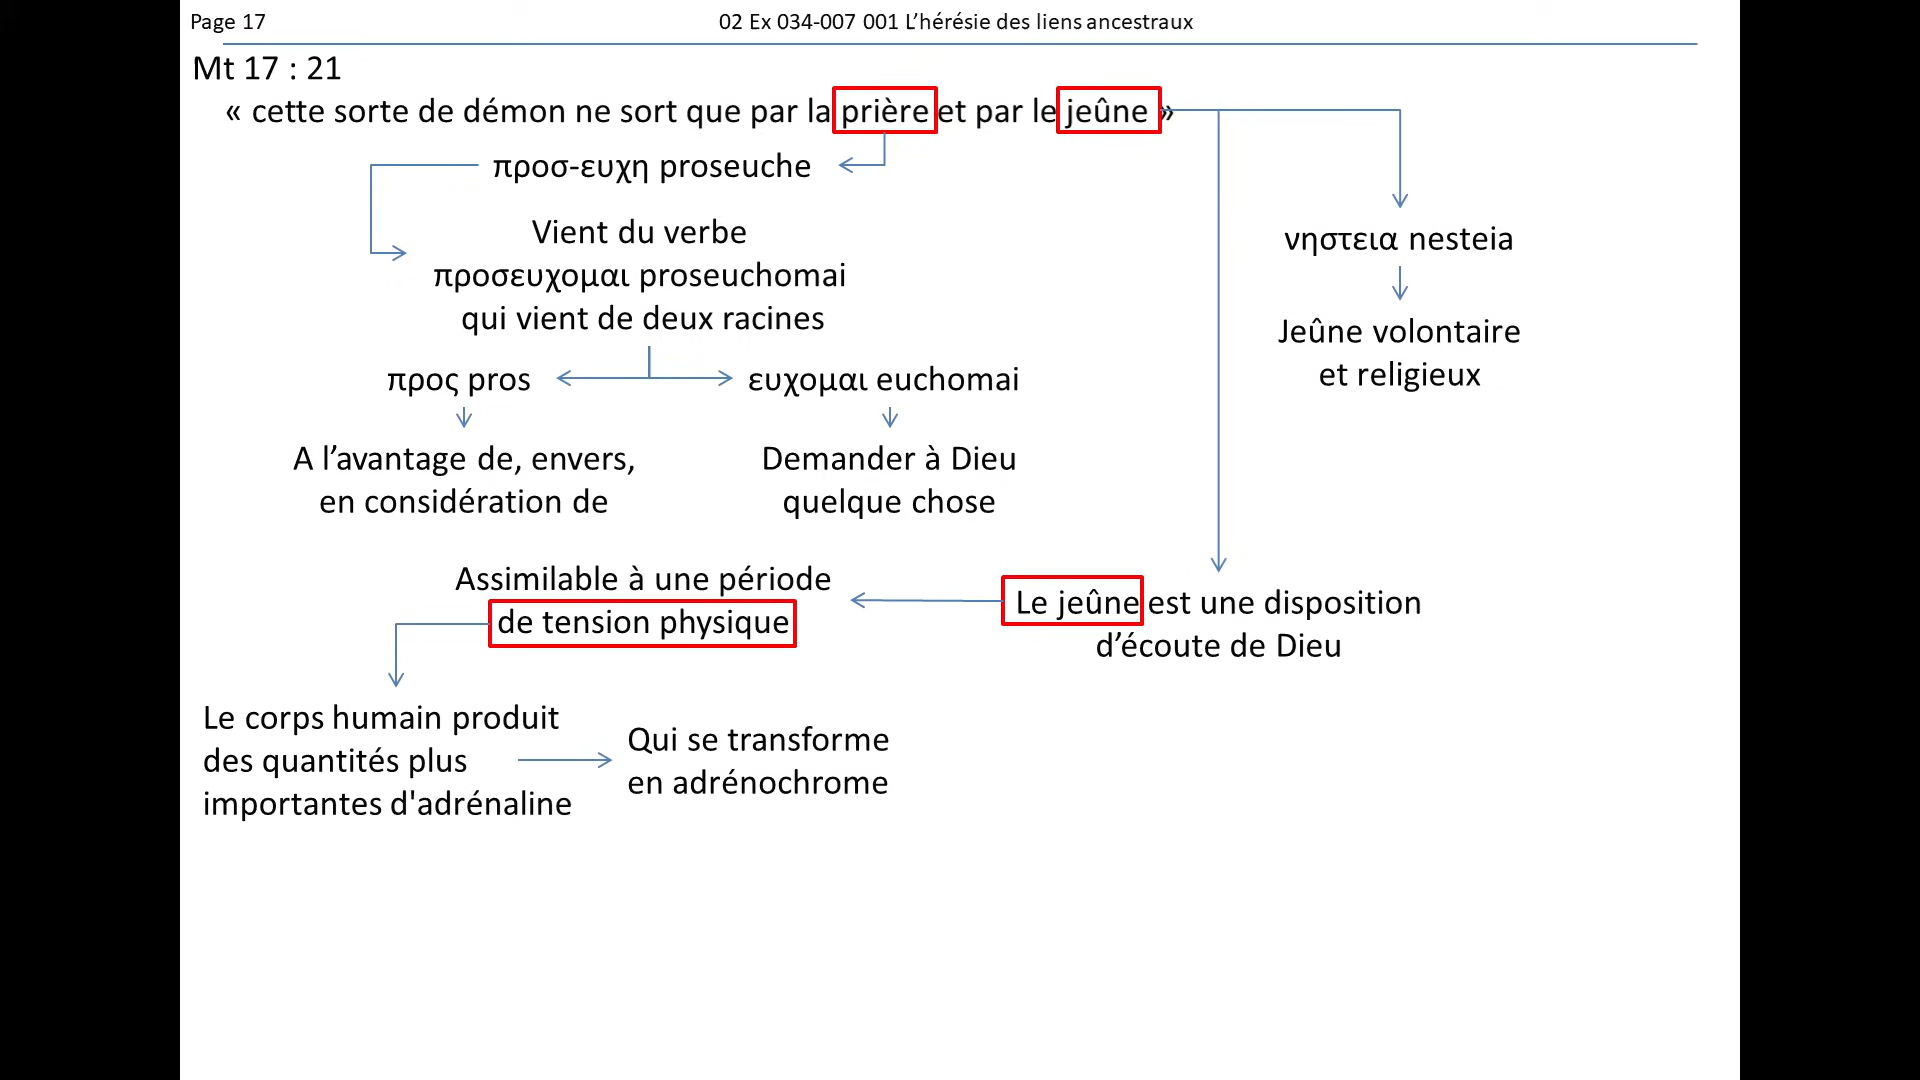 Page 17
02 Ex 034-007 001 L’hérésie des liens ancestraux
Mt 17 : 21
« cette sorte de démon ne sort que par la prière et par le jeûne »
προσ-ευχη proseuche
Vient du verbe
προσευχομαι proseuchomai
qui vient de deux racines
νηστεια nesteia
Jeûne volontaire
et religieux
προς pros
ευχομαι euchomai
A l’avantage de, envers,
en considération de
Demander à Dieu
quelque chose
Assimilable à une période
de tension physique
Le jeûne est une disposition
d’écoute de Dieu
Le corps humain produit
des quantités plus
importantes d'adrénaline
Qui se transforme
en adrénochrome